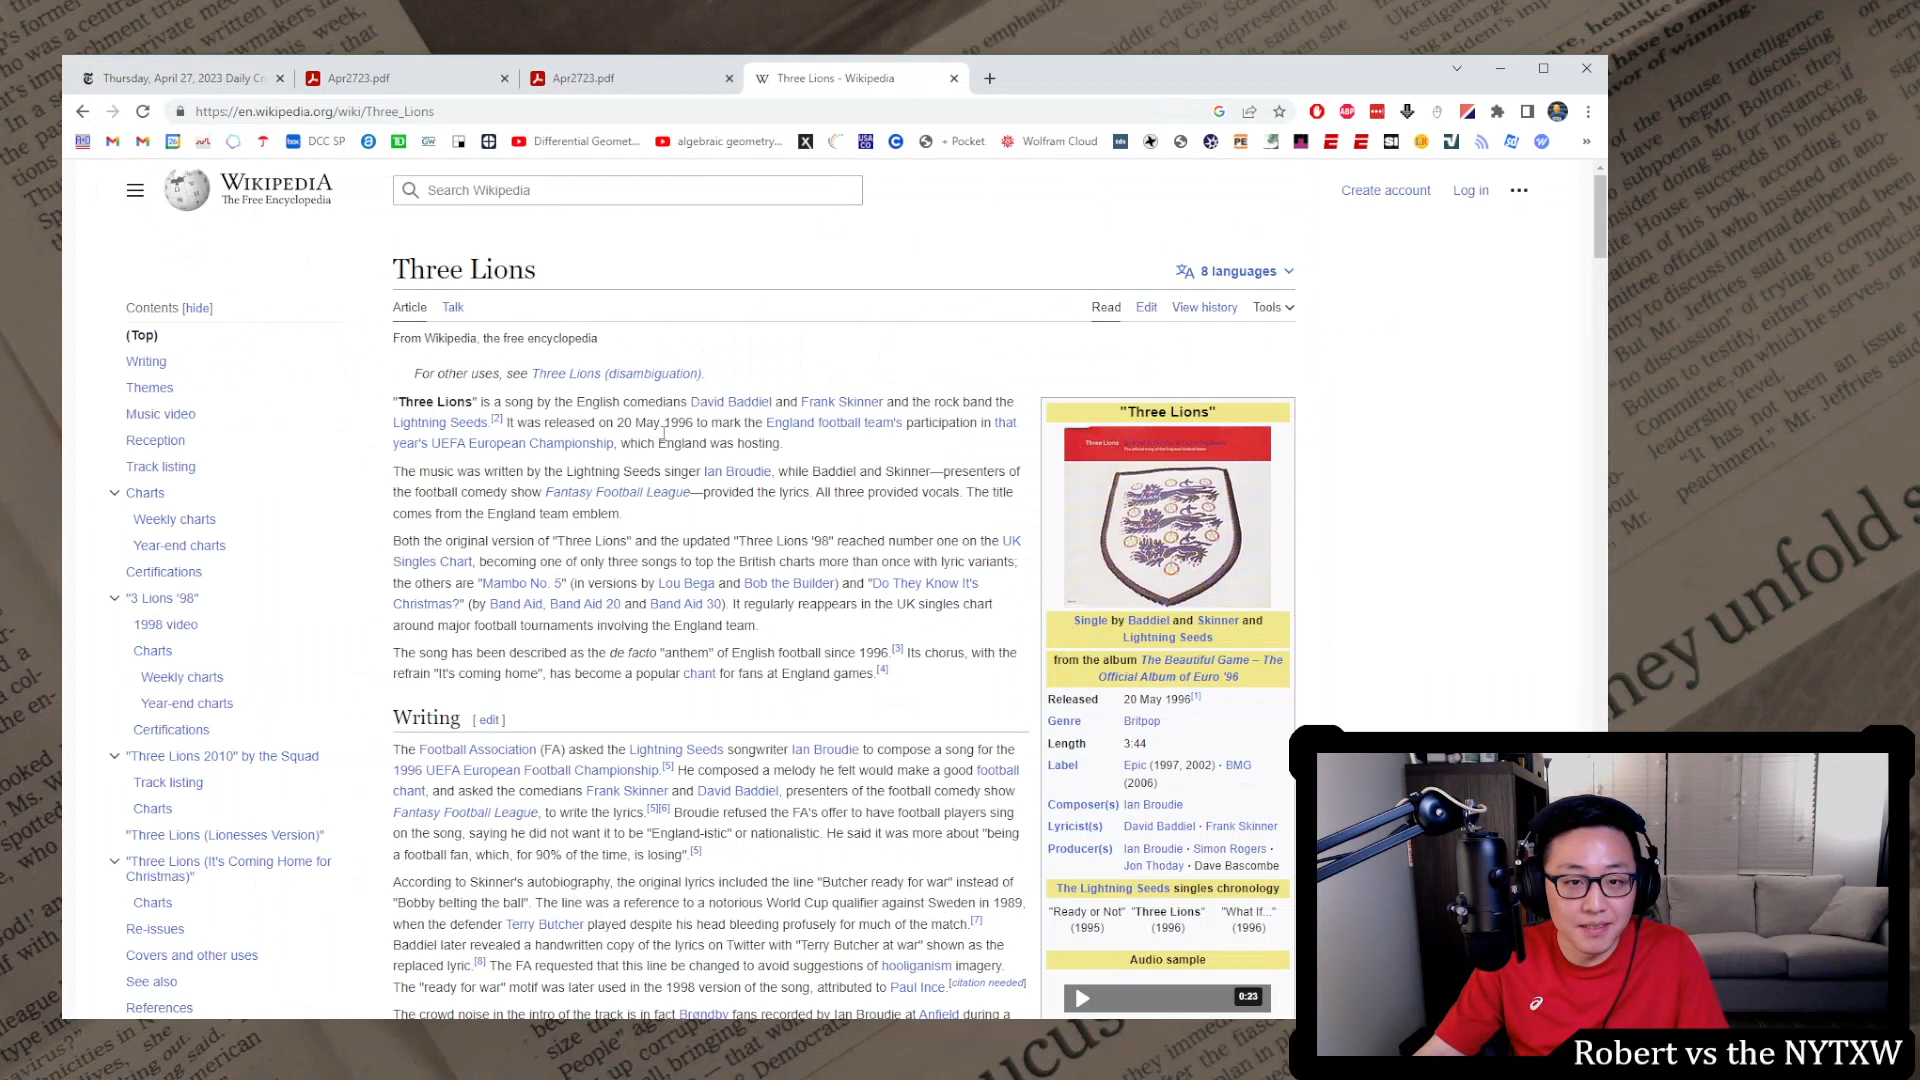 Thursday, April 27, 2023 Daily Cr
Apr2723.pdf
Apr2723.pdf
Three Lions - Wikipedia
https://en.wikipedia.org/wiki/Three_Lions
DCC SP
Differential Geomet...
algebraic geometry...
+ Pocket
Wolfram Cloud
WIKIPEDIA
The Free Encyclopedia
Search Wikipedia
Create account
Log in
Three Lions
8 languages
Article
Talk
Read
Edit
View history
Tools
From Wikipedia, the free encyclopedia
For other uses, see Three Lions (disambiguation).
Contents [hide]
(Top)
Writing
Themes
Music video
Reception
Track listing
Charts
Weekly charts
Year-end charts
Certifications
"3 Lions '98"
1998 video
Charts
Weekly charts
Year-end charts
Certifications
"Three Lions 2010" by the Squad
Track listing
Charts
"Three Lions (Lionesses Version)"
"Three Lions (It's Coming Home for
Christmas)"
Charts
Re-issues
Covers and other uses
See also
References
"Three Lions" is a song by the English comedians David Baddiel and Frank Skinner and the rock band the
Lightning Seeds.[2] It was released on 20 May 1996 to mark the England football team's participation in that
year's UEFA European Championship, which England was hosting.
The music was written by the Lightning Seeds singer Ian Broudie, while Baddiel and Skinner—presenters of
the football comedy show Fantasy Football League—provided the lyrics. All three provided vocals. The title
comes from the England team emblem.
Both the original version of "Three Lions" and the updated "Three Lions '98" reached number one on the UK
Singles Chart, becoming one of only three songs to top the British charts more than once with lyric variants;
the others are "Mambo No. 5" (in versions by Lou Bega and Bob the Builder) and "Do They Know It's
Christmas?" (by Band Aid, Band Aid 20 and Band Aid 30). It regularly reappears in the UK singles chart
around major football tournaments involving the England team.
The song has been described as the de facto "anthem" of English football since 1996.[3] Its chorus, with the
refrain "It's coming home", has become a popular chant for fans at England games.[4]
Writing [ edit ]
The Football Association (FA) asked the Lightning Seeds songwriter Ian Broudie to compose a song for the
1996 UEFA European Football Championship.[5] He composed a melody he felt would make a good football
chant, and asked the comedians Frank Skinner and David Baddiel, presenters of the football comedy show
Fantasy Football League, to write the lyrics.[5][6] Broudie refused the FA's offer to have football players sing
on the song, saying he did not want it to be "England-istic" or nationalistic. He said it was more about "being
a football fan, which, for 90% of the time, is losing".[5]
According to Skinner's autobiography, the original lyrics included the line "Butcher ready for war" instead of
"Bobby belting the ball". The line was a reference to a notorious World Cup qualifier against Sweden in 1989,
when the defender Terry Butcher played despite his head bleeding profusely for much of the match.[7]
Baddiel later revealed a handwritten copy of the lyrics on Twitter with "Terry Butcher at war" shown as the
replaced lyric.[8] The FA requested that this line be changed to avoid suggestions of hooliganism imagery.
The "ready for war" motif was later used in the 1998 version of the song, attributed to Paul Ince.[citation needed]
The crowd noise in the intro of the track is in fact Brøndby fans recorded by Ian Broudie at Anfield during a
"Three Lions"
Three Lions
Single by Baddiel and Skinner and
Lightning Seeds
from the album The Beautiful Game – The
Official Album of Euro '96
Released 20 May 1996[1]
Genre Britpop
Length 3:44
Label Epic (1997, 2002) · BMG
(2006)
Composer(s) Ian Broudie
Lyricist(s) David Baddiel · Frank Skinner
Producer(s) Ian Broudie · Simon Rogers ·
Jon Thoday · Dave Bascombe
The Lightning Seeds singles chronology
"Ready or Not" "Three Lions" "What If..."
(1995) (1996) (1996)
Audio sample
0:23
they unfold
Robert vs the NYTXW